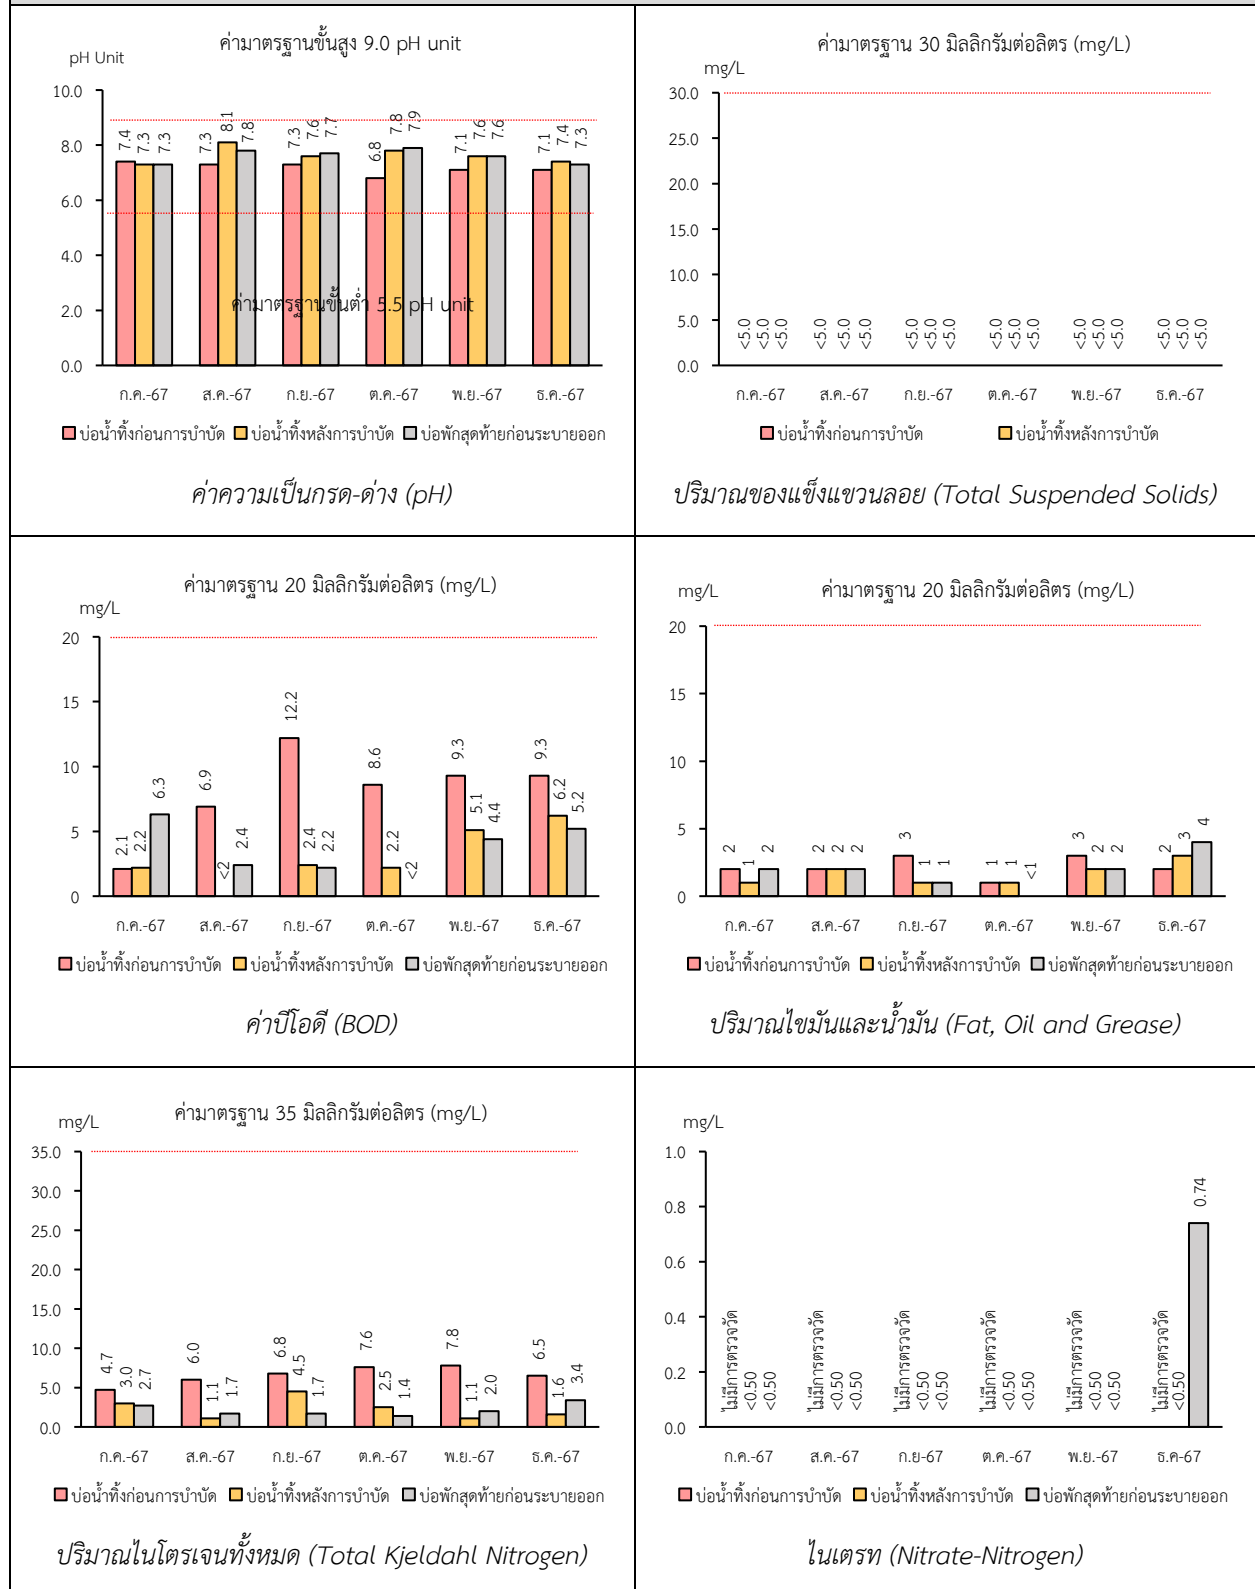 ค่ามาตรฐานขั้นสูง 9.0 pH unit
pH Unit
10.0
8.0
6.0
4.0
2.0
0.0
7.4 7.3 7.3 7.3 8.1 7.8 7.3 7.6 7.7 6.8 7.8 7.9 7.1 7.6 7.6 7.1 7.4 7.3
ค่ามาตรฐานขั้นต่ำ 5.5 pH unit
ก.ค.-67 ส.ค.-67 ก.ย.-67 ต.ค.-67 พ.ย.-67 ธ.ค.-67
บ่อน้ำทิ้งก่อนการบำบัด บ่อน้ำทิ้งหลังการบำบัด บ่อพักสุดท้ายก่อนระบายออก
ค่าความเป็นกรด-ด่าง (pH)
ค่ามาตรฐาน 30 มิลลิกรัมต่อลิตร (mg/L)
mg/L
30.0
25.0
20.0
15.0
10.0
5.0
0.0
<5.0 <5.0 <5.0 <5.0 <5.0 <5.0 <5.0 <5.0 <5.0 <5.0 <5.0 <5.0 <5.0 <5.0 <5.0 <5.0 <5.0 <5.0
ก.ค.-67 ส.ค.-67 ก.ย.-67 ต.ค.-67 พ.ย.-67 ธ.ค.-67
บ่อน้ำทิ้งก่อนการบำบัด บ่อน้ำทิ้งหลังการบำบัด
ปริมาณของแข็งแขวนลอย (Total Suspended Solids)
ค่ามาตรฐาน 20 มิลลิกรัมต่อลิตร (mg/L)
mg/L
20
15
10
5
0
2.1 2.2 6.3 6.9 <2 2.4 12.2 2.4 2.2 8.6 2.2 <2 9.3 5.1 4.4 9.3 6.2 5.2
ก.ค.-67 ส.ค.-67 ก.ย.-67 ต.ค.-67 พ.ย.-67 ธ.ค.-67
บ่อน้ำทิ้งก่อนการบำบัด บ่อน้ำทิ้งหลังการบำบัด บ่อพักสุดท้ายก่อนระบายออก
ค่าบีโอดี (BOD)
ค่ามาตรฐาน 20 มิลลิกรัมต่อลิตร (mg/L)
mg/L
20
15
10
5
0
2 1 2 2 2 2 3 1 1 1 1 <1 3 2 2 2 3 4
ก.ค.-67 ส.ค.-67 ก.ย.-67 ต.ค.-67 พ.ย.-67 ธ.ค.-67
บ่อน้ำทิ้งก่อนการบำบัด บ่อน้ำทิ้งหลังการบำบัด บ่อพักสุดท้ายก่อนระบายออก
ปริมาณไขมันและน้ำมัน (Fat, Oil and Grease)
ค่ามาตรฐาน 35 มิลลิกรัมต่อลิตร (mg/L)
mg/L
35.0
30.0
25.0
20.0
15.0
10.0
5.0
0.0
4.7 3.0 2.7 6.0 1.1 1.7 6.8 4.5 1.7 7.6 2.5 1.4 7.8 1.1 2.0 6.5 1.6 3.4
ก.ค.-67 ส.ค.-67 ก.ย.-67 ต.ค.-67 พ.ย.-67 ธ.ค.-67
บ่อน้ำทิ้งก่อนการบำบัด บ่อน้ำทิ้งหลังการบำบัด บ่อพักสุดท้ายก่อนระบายออก
ปริมาณไนโตรเจนทั้งหมด (Total Kjeldahl Nitrogen)
mg/L
1.0
0.8
0.6
0.4
0.2
0.0
ไม่มีการตรวจวัด <0.50 <0.50 ไม่มีการตรวจวัด <0.50 <0.50 ไม่มีการตรวจวัด <0.50 <0.50 ไม่มีการตรวจวัด <0.50 <0.50 ไม่มีการตรวจวัด <0.50 <0.50 ไม่มีการตรวจวัด <0.50 0.74
ก.ค.-67 ส.ค.-67 ก.ย.-67 ต.ค.-67 พ.ย.-67 ธ.ค-67
บ่อน้ำทิ้งก่อนการบำบัด บ่อน้ำทิ้งหลังการบำบัด บ่อพักสุดท้ายก่อนระบายออก
ไนเตรท (Nitrate-Nitrogen)